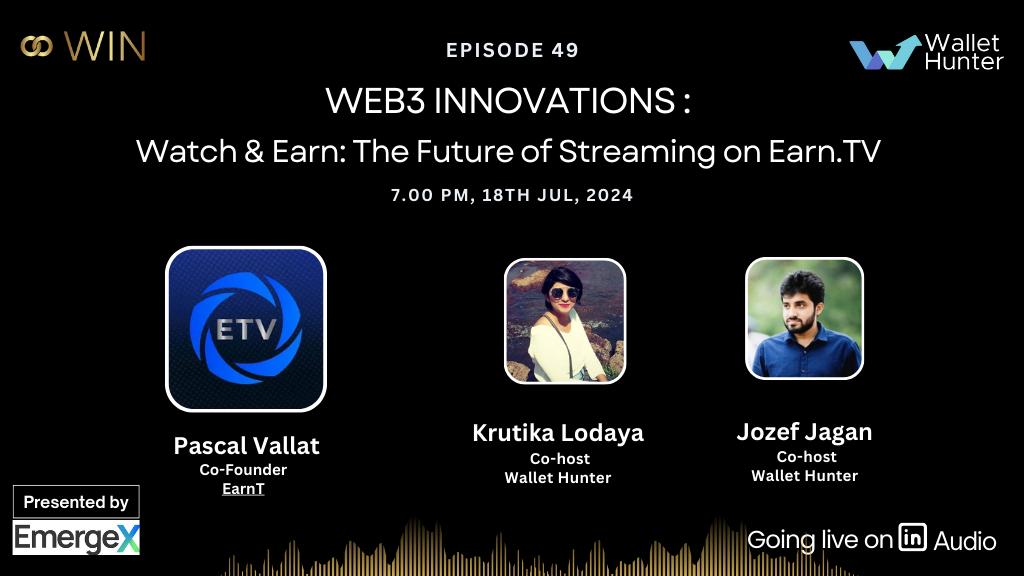 WIN
EPISODE 49
Wallet
Hunter
WEB3 INNOVATIONS :
Watch & Earn: The Future of Streaming on Earn.TV
7.00 PM, 18TH JUL, 2024
ETV
Pascal Vallat
Co-Founder
EarnT
Krutika Lodaya
Co-host
Wallet Hunter
Jozef Jagan
Co-host
Wallet Hunter
Presented by
EmergeX
Going live on in Audio